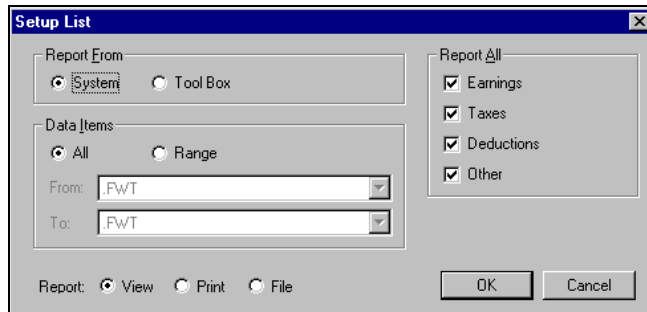 Setup List
Report From
System Tool Box
Data Items
All Range
From: .FWT
To: .FWT
Report All
Earnings
Taxes
Deductions
Other
Report: View Print File
OK Cancel